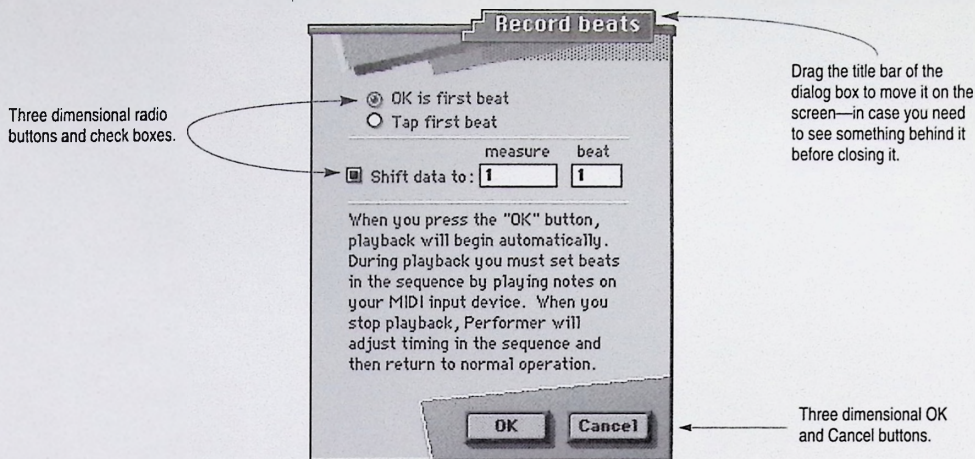 Record beats
Drag the title bar of the
dialog box to move it on the
screen—in case you need
to see something behind it
before closing it.
Three dimensional radio
buttons and check boxes.
OK is first beat
Tap first beat
measure beat
Shift data to: 1 1
When you press the "OK" button,
playback will begin automatically.
During playback you must set beats
in the sequence by playing notes on
your MIDI input device. When you
stop playback, Performer will
adjust timing in the sequence and
then return to normal operation.
OK Cancel
Three dimensional OK
and Cancel buttons.